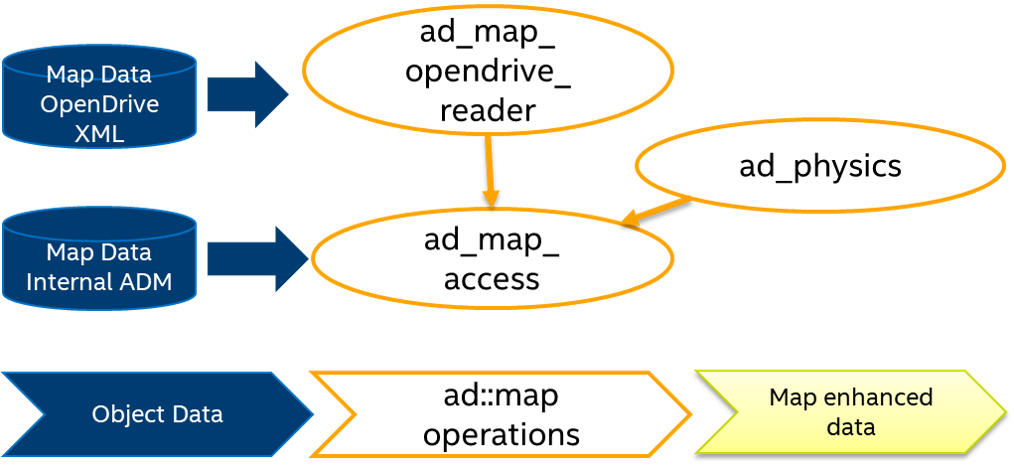 Map Data
OpenDrive
XML
ad_map_
opendrive_
reader
ad_physics
Map Data
Internal ADM
ad_map_
access
Object Data
ad::map
operations
Map enhanced
data